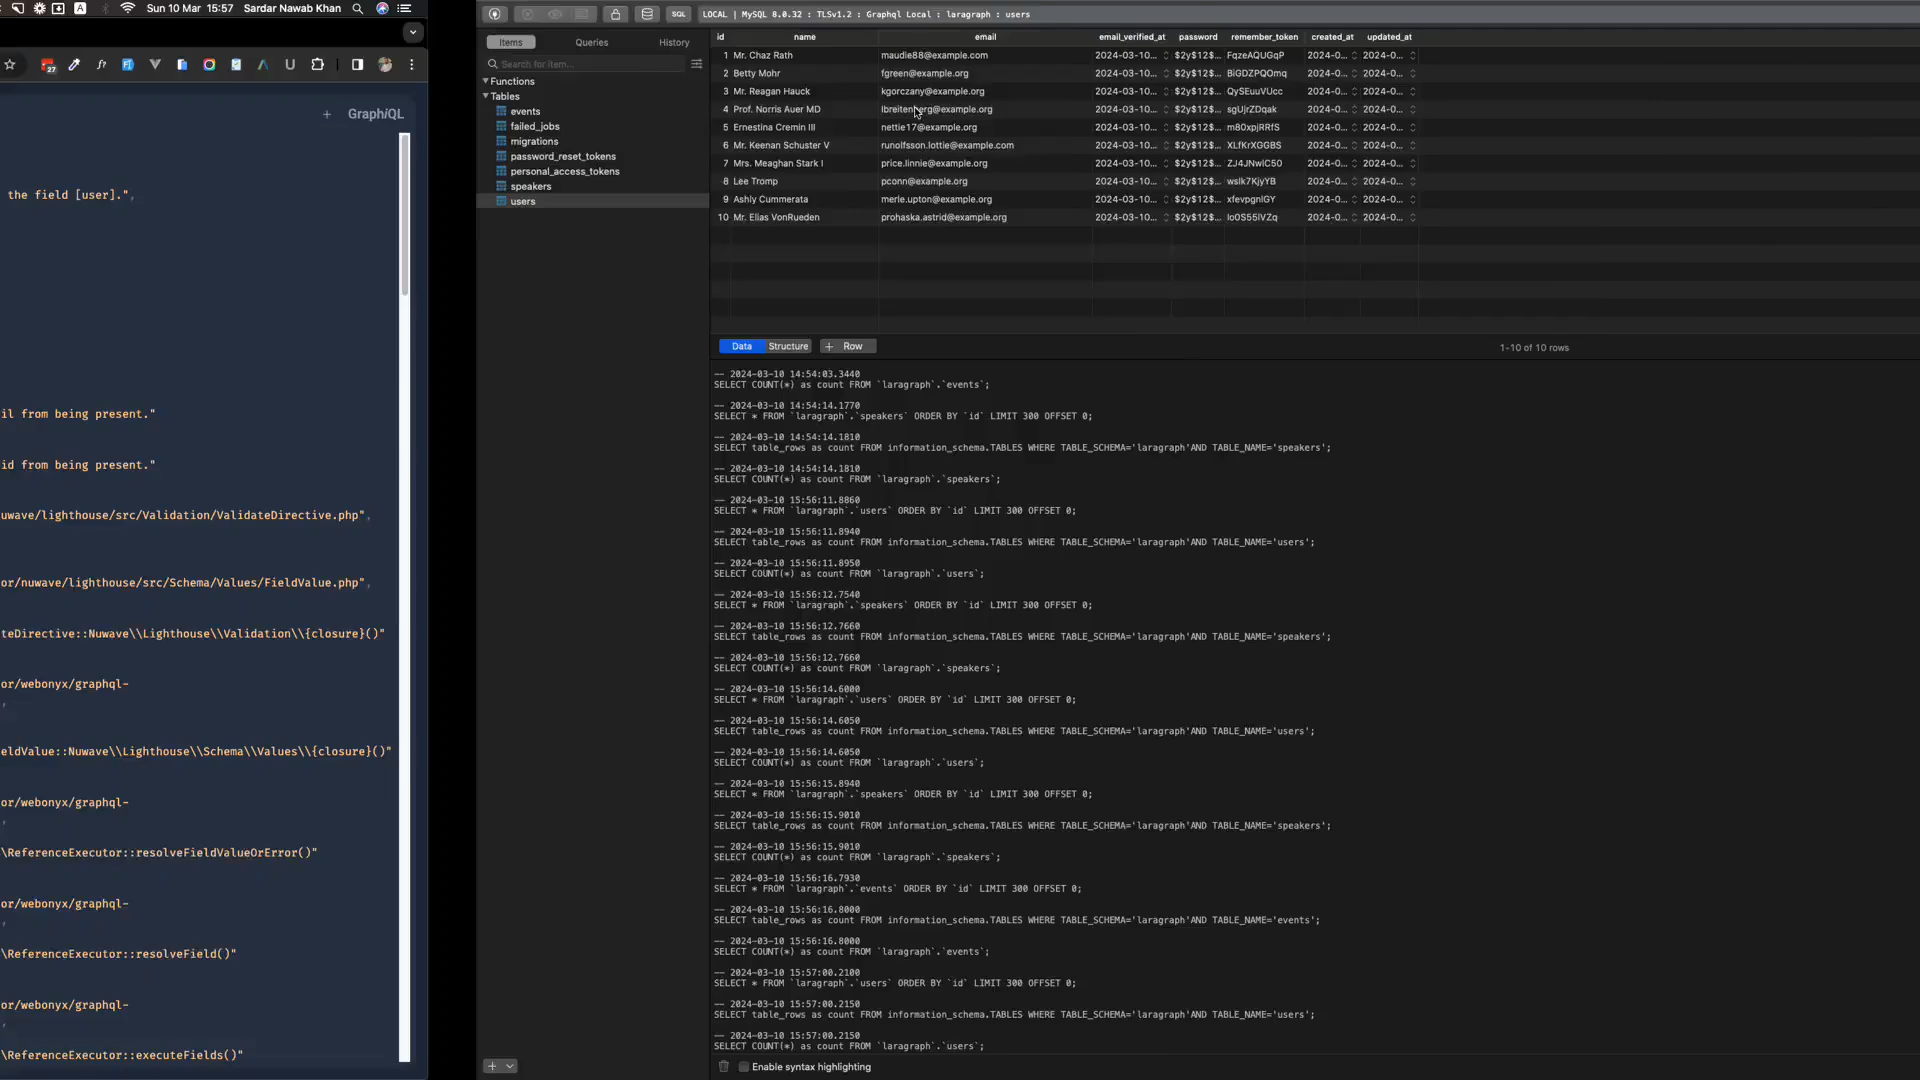 Sun 10 Mar 15:57 Sardar Nawab Khan
27
+ GraphiQL
the field [user].",
il from being present."
id from being present."
uwave/lighthouse/src/Validation/ValidateDirective.php",
or/nuwave/lighthouse/src/Schema/Values/FieldValue.php",
teDirective::Nuwave\\Lighthouse\\Validation\\{closure}()"
or/webonyx/graphql-
,
eldValue::Nuwave\\Lighthouse\\Schema\\Values\\{closure}()"
or/webonyx/graphql-
,
\ReferenceExecutor::resolveFieldValueOrError()"
or/webonyx/graphql-
,
\ReferenceExecutor::resolveField()"
or/webonyx/graphql-
,
\ReferenceExecutor::executeFields()"
SQL LOCAL | MySQL 8.0.32 : TLSv1.2 : Graphql Local : laragraph : users
Items Queries History
Search for item...
Functions
Tables
events
failed_jobs
migrations
password_reset_tokens
personal_access_tokens
speakers
users
id name email email_verified_at password remember_token created_at updated_at
1 Mr. Chaz Rath maudie88@example.com 2024-03-10... $2y$12$... FqzeAQUGqP 2024-0... 2024-0...
2 Betty Mohr fgreen@example.org 2024-03-10... $2y$12$... BiGDZPQOmq 2024-0... 2024-0...
3 Mr. Reagan Hauck kgorczany@example.org 2024-03-10... $2y$12$... QySEuuVUcc 2024-0... 2024-0...
4 Prof. Norris Auer MD lbreitenberg@example.org 2024-03-10... $2y$12$... sgUjrZDqak 2024-0... 2024-0...
5 Ernestina Cremin III nettie17@example.org 2024-03-10... $2y$12$... m80xpjRRfS 2024-0... 2024-0...
6 Mr. Keenan Schuster V runolfsson.lottie@example.com 2024-03-10... $2y$12$... XLfKrXGGBS 2024-0... 2024-0...
7 Mrs. Meaghan Stark I price.linnie@example.org 2024-03-10... $2y$12$... ZJ4JNwlC50 2024-0... 2024-0...
8 Lee Tromp pconn@example.org 2024-03-10... $2y$12$... wslk7KjyYB 2024-0... 2024-0...
9 Ashly Cummerata merle.upton@example.org 2024-03-10... $2y$12$... xfevpgnIGY 2024-0... 2024-0...
10 Mr. Elias VonRueden prohaska.astrid@example.org 2024-03-10... $2y$12$... Io0S55lVZq 2024-0... 2024-0...
Data Structure + Row 1-10 of 10 rows
-- 2024-03-10 14:54:03.3440
SELECT COUNT(*) as count FROM `laragraph`.`events`;
-- 2024-03-10 14:54:14.1770
SELECT * FROM `laragraph`.`speakers` ORDER BY `id` LIMIT 300 OFFSET 0;
-- 2024-03-10 14:54:14.1810
SELECT table_rows as count FROM information_schema.TABLES WHERE TABLE_SCHEMA='laragraph'AND TABLE_NAME='speakers';
-- 2024-03-10 14:54:14.1810
SELECT COUNT(*) as count FROM `laragraph`.`speakers`;
-- 2024-03-10 15:56:11.8860
SELECT * FROM `laragraph`.`users` ORDER BY `id` LIMIT 300 OFFSET 0;
-- 2024-03-10 15:56:11.8940
SELECT table_rows as count FROM information_schema.TABLES WHERE TABLE_SCHEMA='laragraph'AND TABLE_NAME='users';
-- 2024-03-10 15:56:11.8950
SELECT COUNT(*) as count FROM `laragraph`.`users`;
-- 2024-03-10 15:56:12.7540
SELECT * FROM `laragraph`.`speakers` ORDER BY `id` LIMIT 300 OFFSET 0;
-- 2024-03-10 15:56:12.7660
SELECT table_rows as count FROM information_schema.TABLES WHERE TABLE_SCHEMA='laragraph'AND TABLE_NAME='speakers';
-- 2024-03-10 15:56:12.7660
SELECT COUNT(*) as count FROM `laragraph`.`speakers`;
-- 2024-03-10 15:56:14.6000
SELECT * FROM `laragraph`.`users` ORDER BY `id` LIMIT 300 OFFSET 0;
-- 2024-03-10 15:56:14.6050
SELECT table_rows as count FROM information_schema.TABLES WHERE TABLE_SCHEMA='laragraph'AND TABLE_NAME='users';
-- 2024-03-10 15:56:14.6050
SELECT COUNT(*) as count FROM `laragraph`.`users`;
-- 2024-03-10 15:56:15.8940
SELECT * FROM `laragraph`.`speakers` ORDER BY `id` LIMIT 300 OFFSET 0;
-- 2024-03-10 15:56:15.9010
SELECT table_rows as count FROM information_schema.TABLES WHERE TABLE_SCHEMA='laragraph'AND TABLE_NAME='speakers';
-- 2024-03-10 15:56:15.9010
SELECT COUNT(*) as count FROM `laragraph`.`speakers`;
-- 2024-03-10 15:56:16.7930
SELECT * FROM `laragraph`.`events` ORDER BY `id` LIMIT 300 OFFSET 0;
-- 2024-03-10 15:56:16.8000
SELECT table_rows as count FROM information_schema.TABLES WHERE TABLE_SCHEMA='laragraph'AND TABLE_NAME='events';
-- 2024-03-10 15:56:16.8000
SELECT COUNT(*) as count FROM `laragraph`.`events`;
-- 2024-03-10 15:57:00.2100
SELECT * FROM `laragraph`.`users` ORDER BY `id` LIMIT 300 OFFSET 0;
-- 2024-03-10 15:57:00.2150
SELECT table_rows as count FROM information_schema.TABLES WHERE TABLE_SCHEMA='laragraph'AND TABLE_NAME='users';
-- 2024-03-10 15:57:00.2150
SELECT COUNT(*) as count FROM `laragraph`.`users`;
Enable syntax highlighting